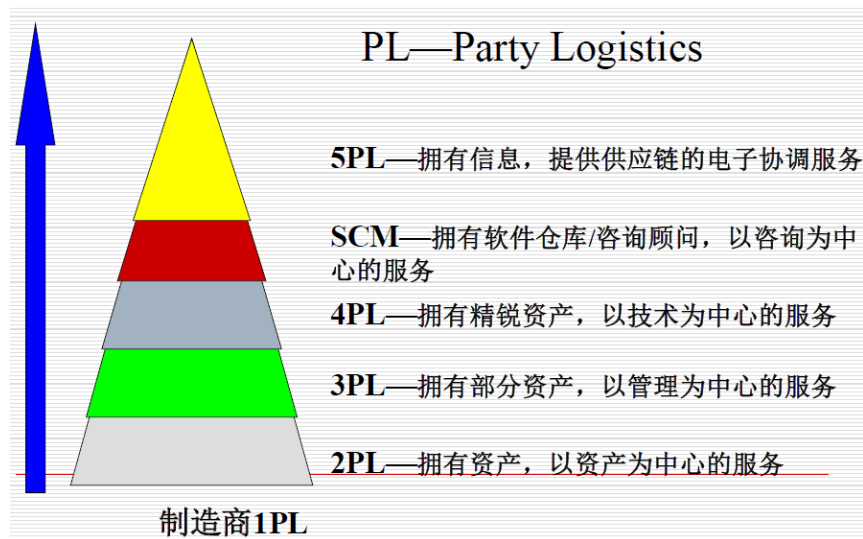 PL—Party Logistics
5PL—拥有信息，提供供应链的电子协调服务
SCM—拥有软件仓库/咨询顾问，以咨询为中
心的服务
4PL—拥有精锐资产，以技术为中心的服务
3PL—拥有部分资产，以管理为中心的服务
2PL—拥有资产，以资产为中心的服务
制造商1PL